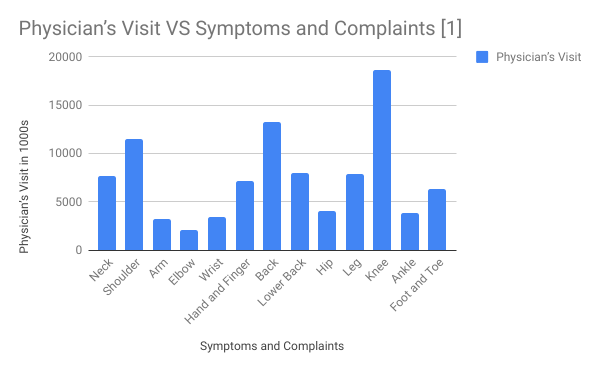 Physician’s Visit VS Symptoms and Complaints [1]
Physician’s Visit
Physician’s Visit in 1000s
20000
15000
10000
5000
0
Neck
Shoulder
Arm
Elbow
Wrist
Hand and Finger
Back
Lower Back
Hip
Leg
Knee
Ankle
Foot and Toe
Symptoms and Complaints